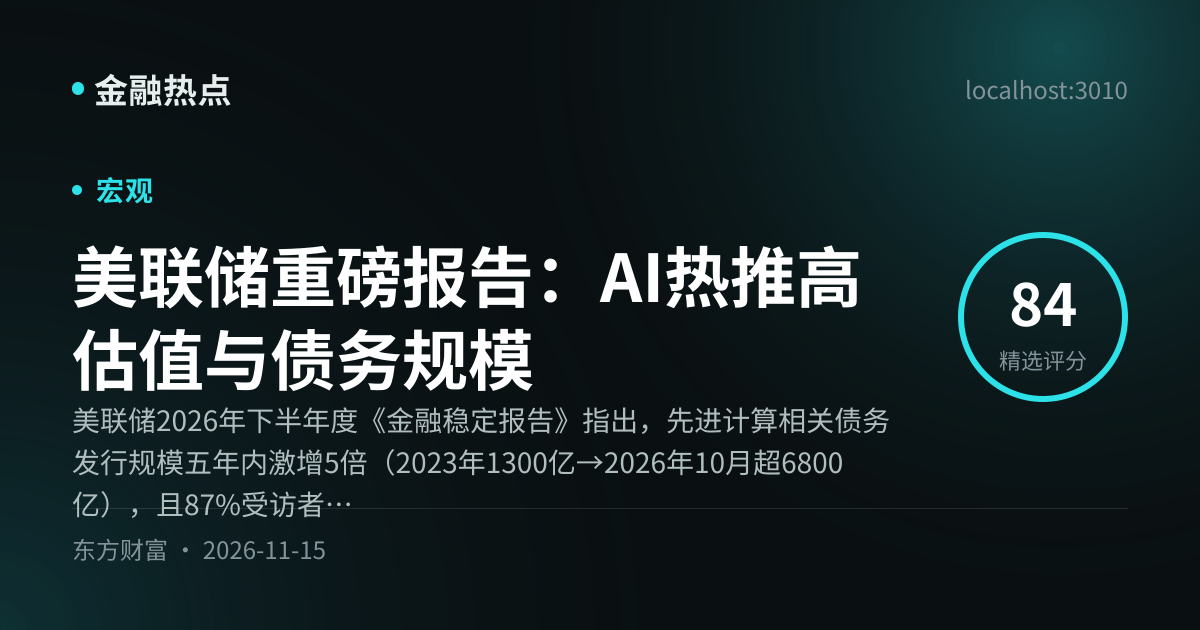 金融热点
localhost:3010
宏观
美联储重磅报告：AI热推高
估值与债务规模
84
精选评分
美联储2026年下半年度《金融稳定报告》指出，先进计算相关债务
发行规模五年内激增5倍（2023年1300亿→2026年10月超6800
亿），且87%受访者…
东方财富 • 2026-11-15